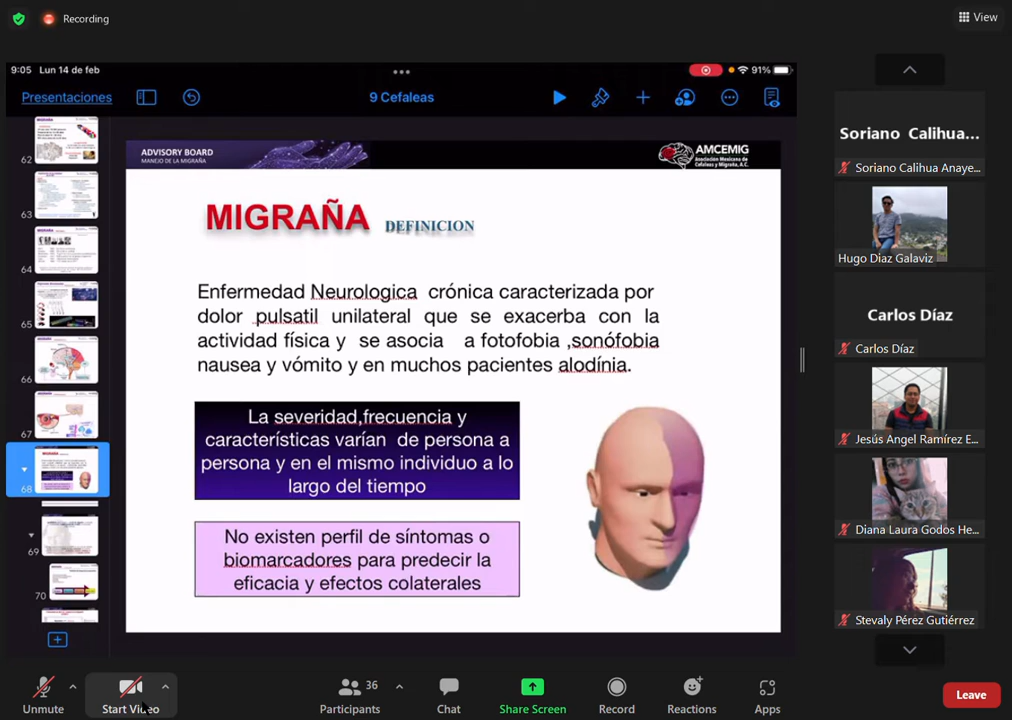 Recording
View
9:05 Lun 14 de feb
91%
Presentaciones
9 Cefaleas
62
63
64
65
66
67
68
69
70
ADVISORY BOARD
MANEJO DE LA MIGRAÑA
AMCEMIG
Asociación Mexicana de
Cefaleas y Migraña, A.C.
MIGRAÑA DEFINICION
Enfermedad Neurologica crónica caracterizada por
dolor pulsatil unilateral que se exacerba con la
actividad física y se asocia a fotofobia ,sonófobia
nausea y vómito y en muchos pacientes alodínia.
La severidad,frecuencia y
características varían de persona a
persona y en el mismo individuo a lo
largo del tiempo
No existen perfil de síntomas o
biomarcadores para predecir la
eficacia y efectos colaterales
Soriano Calihua...
Soriano Calihua Anaye...
Hugo Diaz Galaviz
Carlos Díaz
Carlos Díaz
Jesús Angel Ramírez E...
Diana Laura Godos He...
Stevaly Pérez Gutiérrez
Unmute
Start Video
36
Participants
Chat
Share Screen
Record
Reactions
Apps
Leave